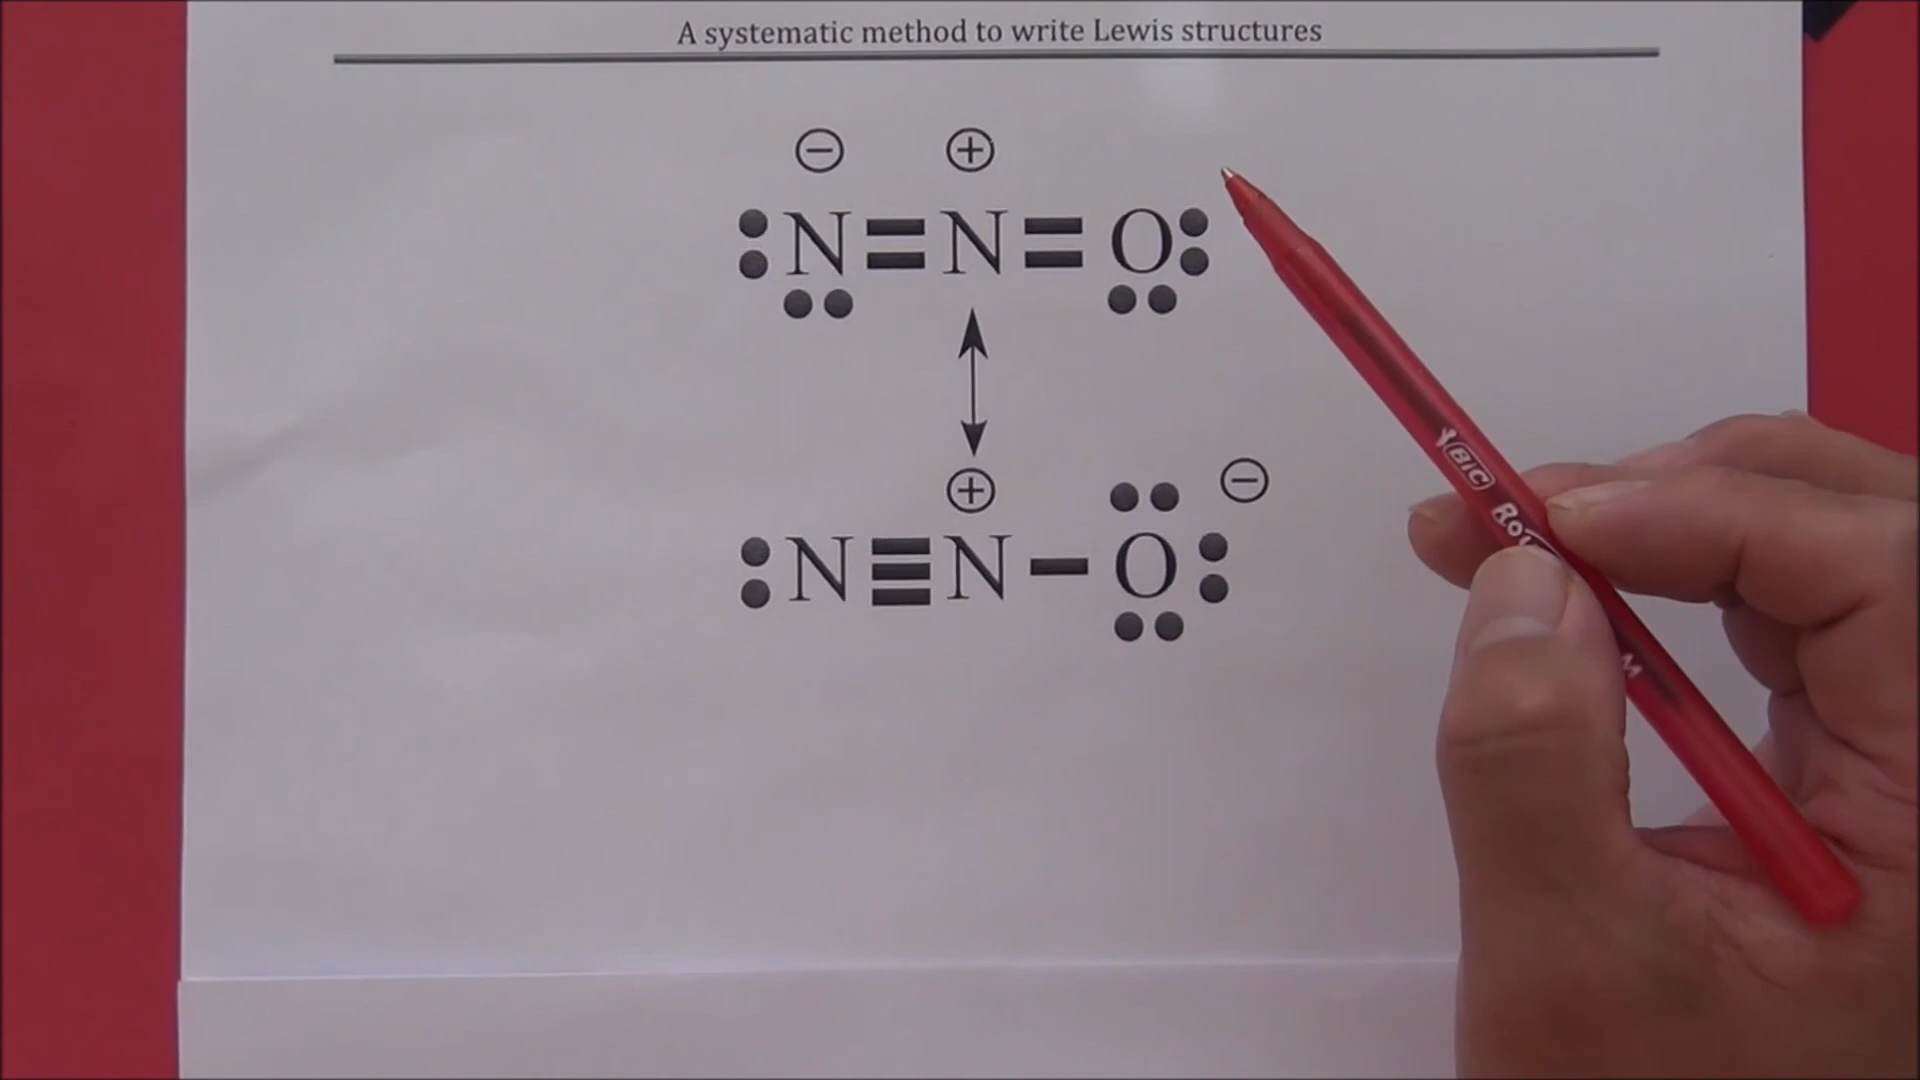 A systematic method to write Lewis structures
⊖ ⊕
:N=N=O:
⊕ ⊖
:N≡N–O:
BIC
M